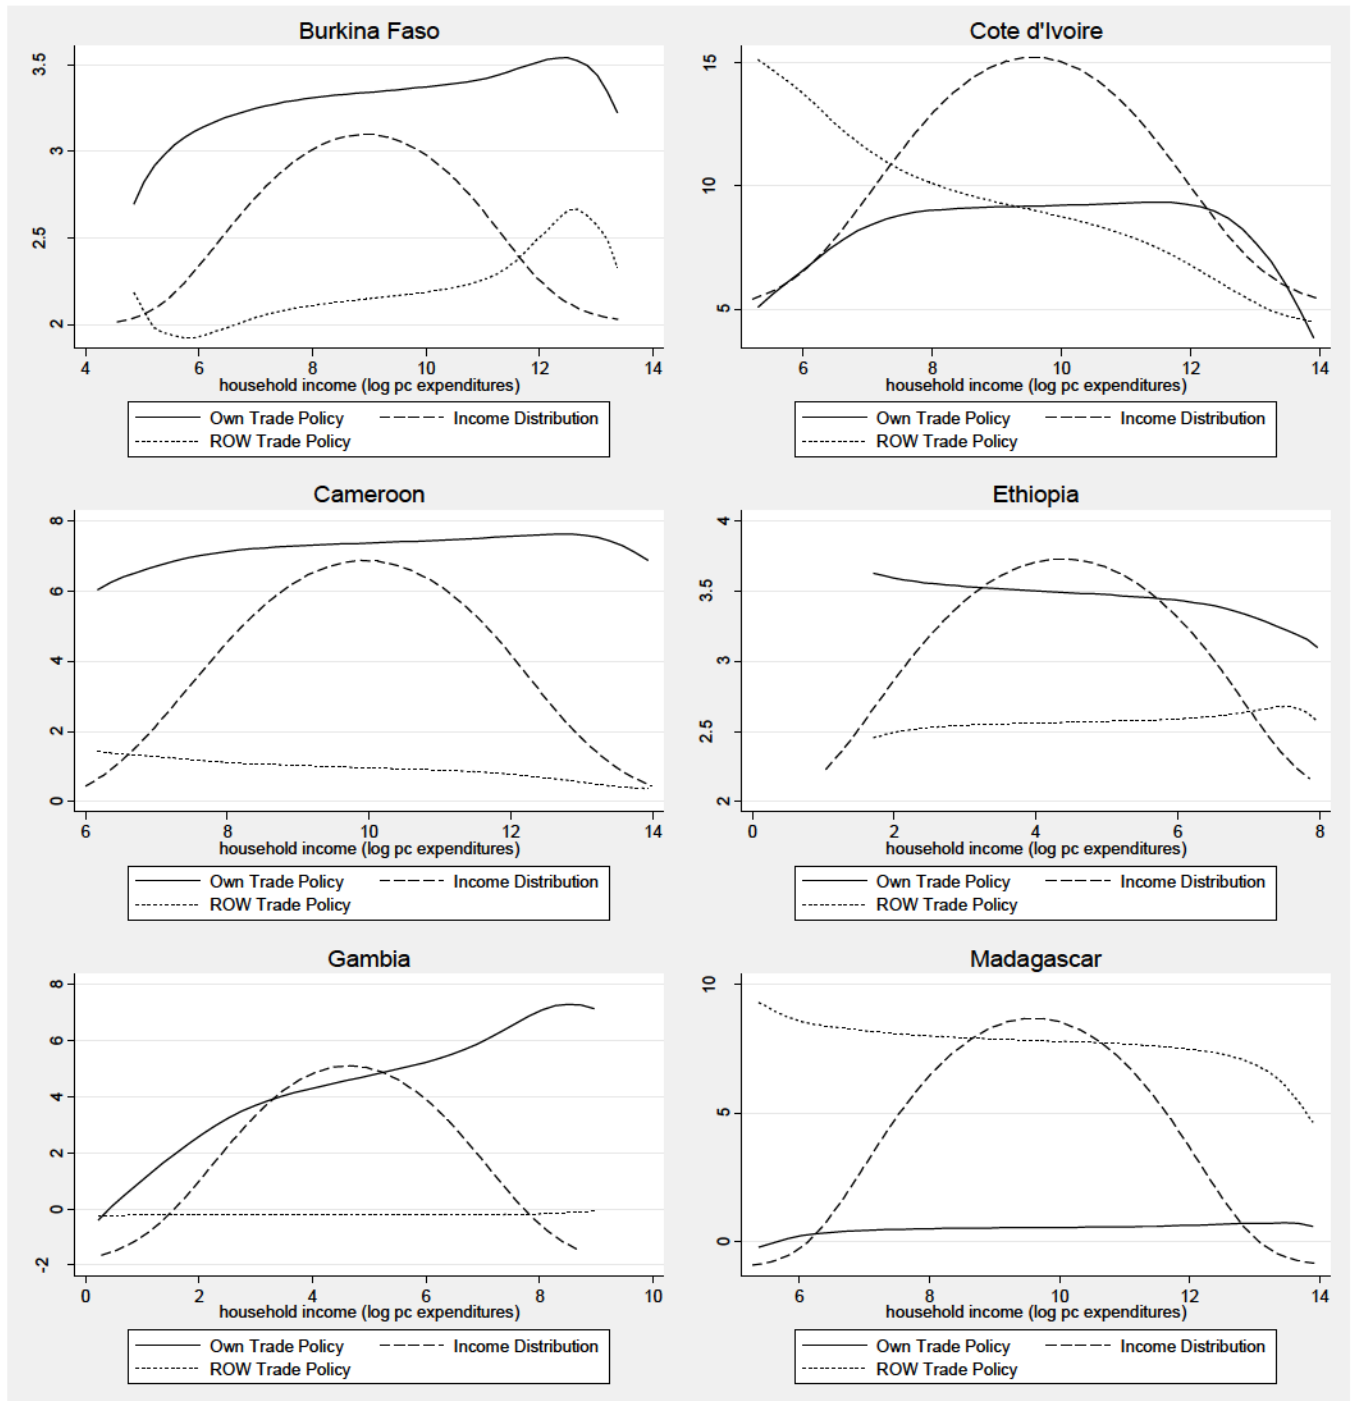 Burkina Faso
3.5
3
2.5
2
4 6 8 10 12 14
household income (log pc expenditures)
Own Trade Policy Income Distribution
ROW Trade Policy
Cote d'Ivoire
15
10
5
6 8 10 12 14
household income (log pc expenditures)
Own Trade Policy Income Distribution
ROW Trade Policy
Cameroon
8
6
4
2
0
6 8 10 12 14
household income (log pc expenditures)
Own Trade Policy Income Distribution
ROW Trade Policy
Ethiopia
4
3.5
3
2.5
2
0 2 4 6 8
household income (log pc expenditures)
Own Trade Policy Income Distribution
ROW Trade Policy
Gambia
8
6
4
2
0
-2
0 2 4 6 8 10
household income (log pc expenditures)
Own Trade Policy Income Distribution
ROW Trade Policy
Madagascar
10
5
0
6 8 10 12 14
household income (log pc expenditures)
Own Trade Policy Income Distribution
ROW Trade Policy